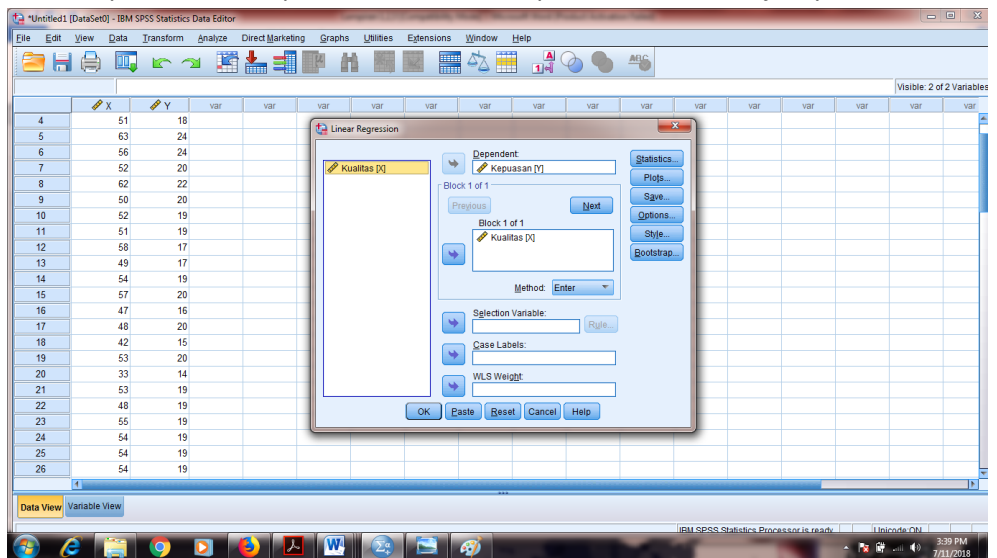 *Untitled1 [DataSet0] - IBM SPSS Statistics Data Editor
File Edit View Data Transform Analyze Direct Marketing Graphs Utilities Extensions Window Help
Visible: 2 of 2 Variables
X Y var var var var var var var var var var var var var var
4 51 18
5 63 24
6 56 24
7 52 20
8 62 22
9 50 20
10 52 19
11 51 19
12 58 17
13 49 17
14 54 19
15 57 20
16 47 16
17 48 20
18 42 15
19 53 20
20 33 14
21 53 19
22 48 19
23 55 19
24 54 19
25 54 19
26 54 19
Linear Regression
Kualitas [X]
Dependent:
Kepuasan [Y]
Block 1 of 1
Previous Next
Block 1 of 1
Kualitas [X]
Method: Enter
Selection Variable:
Rule...
Case Labels:
WLS Weight:
Statistics...
Plots...
Save...
Options...
Style...
Bootstrap...
OK Paste Reset Cancel Help
Data View Variable View
IBM SPSS Statistics Processor is ready Unicode:ON
3:39 PM
7/11/2018